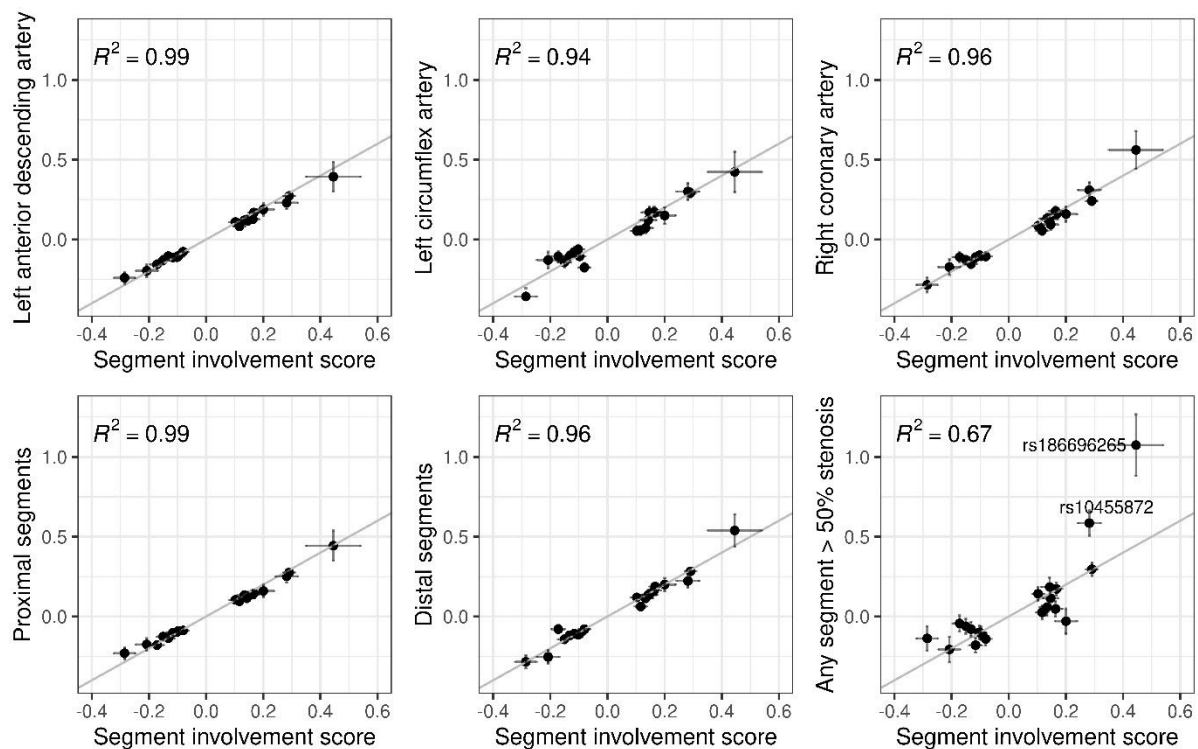 R² = 0.99
Left anterior descending artery
1.0
0.5
0.0
-0.4 -0.2 0.0 0.2 0.4 0.6
Segment involvement score
R² = 0.94
Left circumflex artery
1.0
0.5
0.0
-0.4 -0.2 0.0 0.2 0.4 0.6
Segment involvement score
R² = 0.96
Right coronary artery
1.0
0.5
0.0
-0.4 -0.2 0.0 0.2 0.4 0.6
Segment involvement score
R² = 0.99
Proximal segments
1.0
0.5
0.0
-0.4 -0.2 0.0 0.2 0.4 0.6
Segment involvement score
R² = 0.96
Distal segments
1.0
0.5
0.0
-0.4 -0.2 0.0 0.2 0.4 0.6
Segment involvement score
R² = 0.67
Any segment > 50% stenosis
rs186696265
rs10455872
1.0
0.5
0.0
-0.4 -0.2 0.0 0.2 0.4 0.6
Segment involvement score